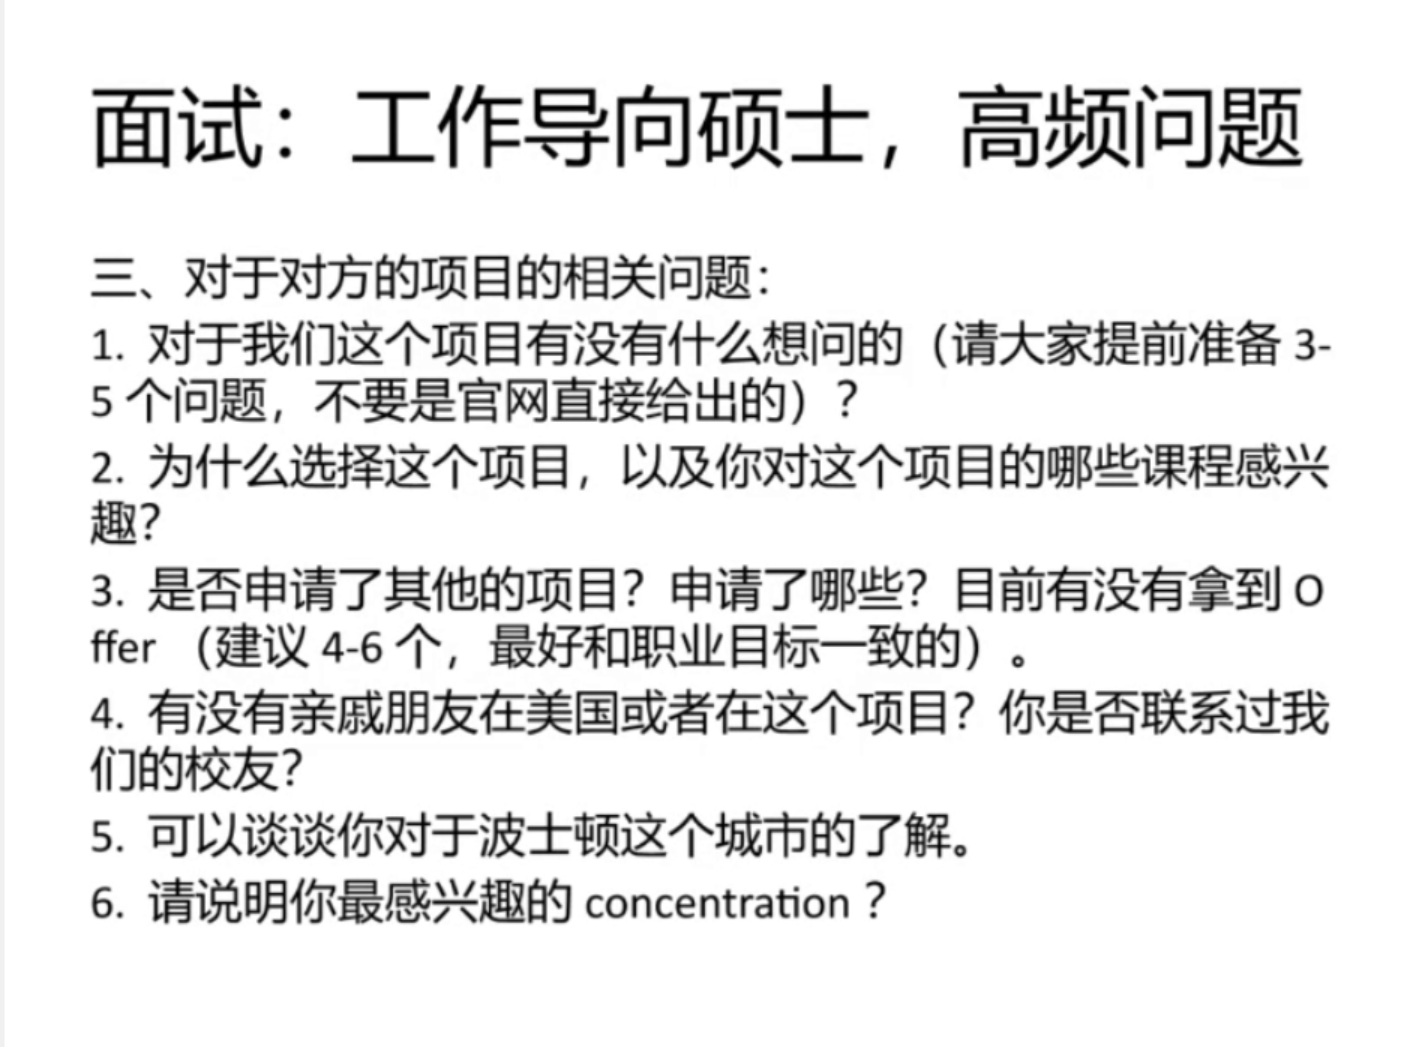 面试：工作导向硕士，高频问题
三、对于对方的项目的相关问题：
1. 对于我们这个项目有没有什么想问的（请大家提前准备 3-
5 个问题，不要是官网直接给出的）？
2. 为什么选择这个项目，以及你对这个项目的哪些课程感兴
趣？
3. 是否申请了其他的项目？申请了哪些？目前有没有拿到 O
ffer （建议 4-6 个，最好和职业目标一致的）。
4. 有没有亲戚朋友在美国或者在这个项目？你是否联系过我
们的校友？
5. 可以谈谈你对于波士顿这个城市的了解。
6. 请说明你最感兴趣的 concentration ？